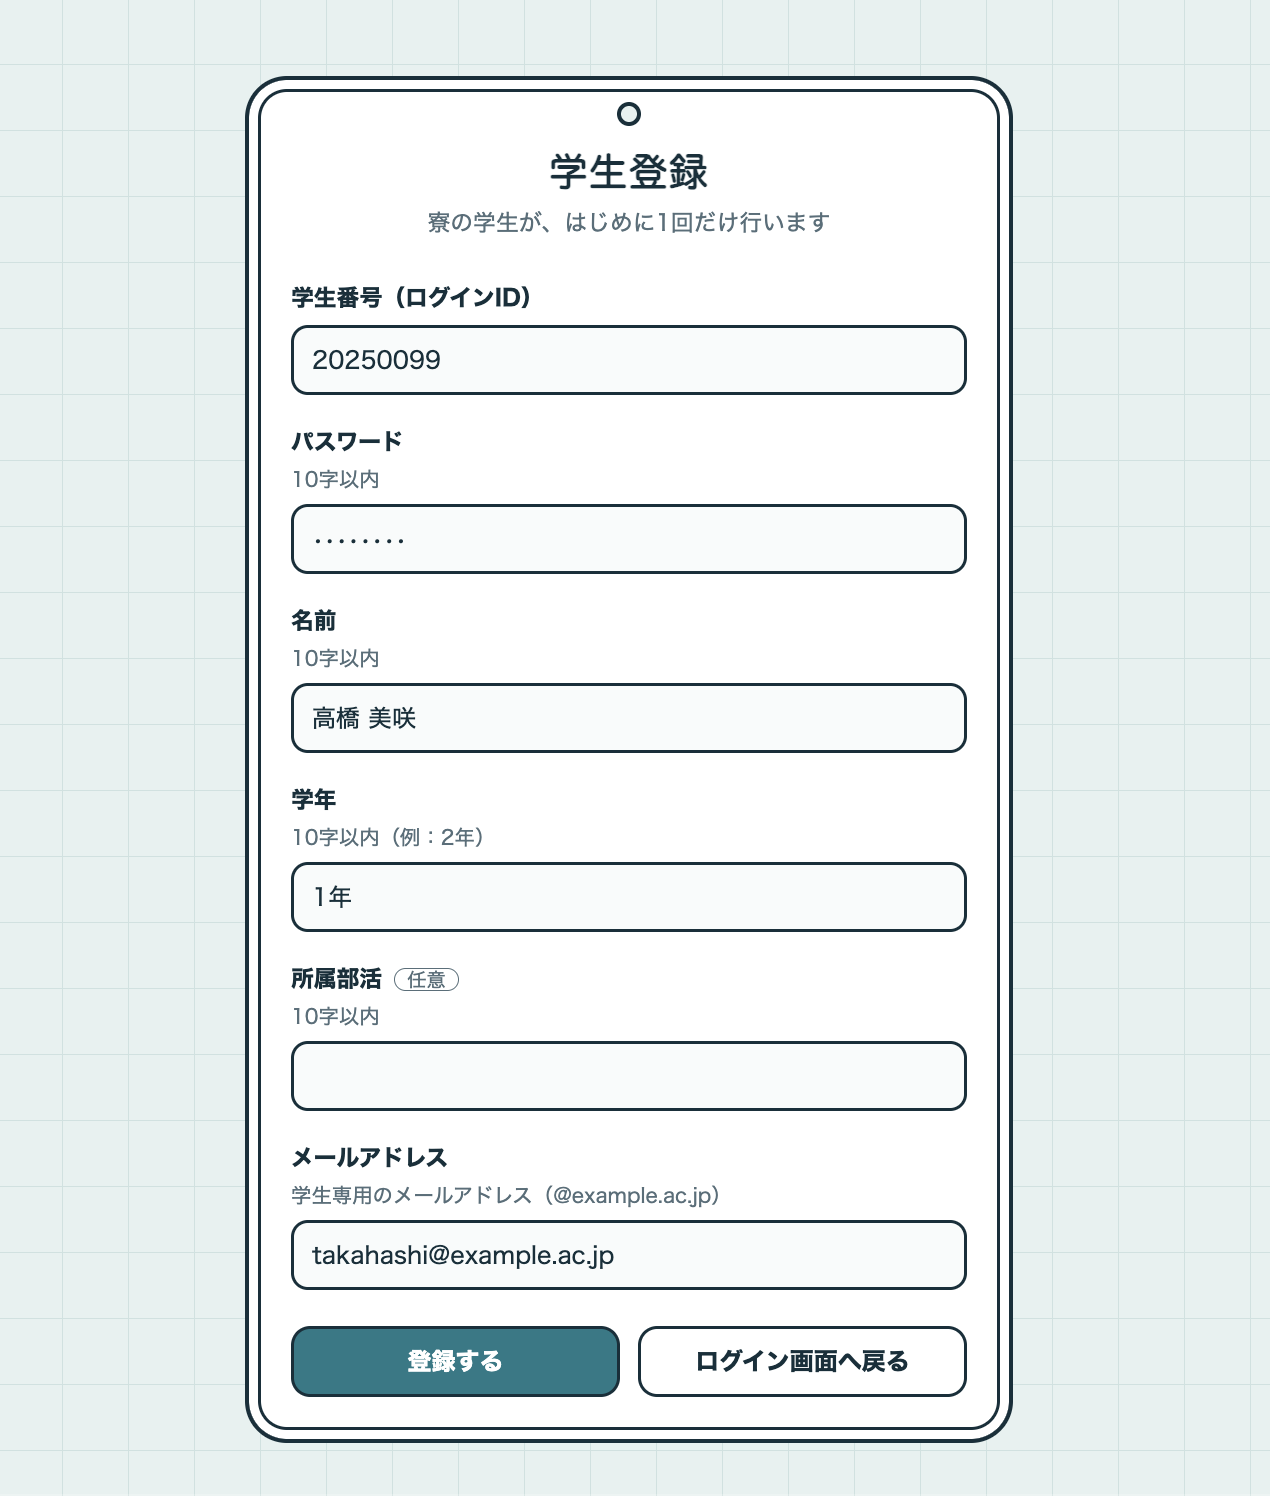 学生登録
寮の学生が、はじめに1回だけ行います
学生番号（ログインID）
20250099
パスワード
10字以内
········
名前
10字以内
高橋 美咲
学年
10字以内（例：2年）
1年
所属部活 任意
10字以内
メールアドレス
学生専用のメールアドレス（@example.ac.jp）
takahashi@example.ac.jp
登録する ログイン画面へ戻る